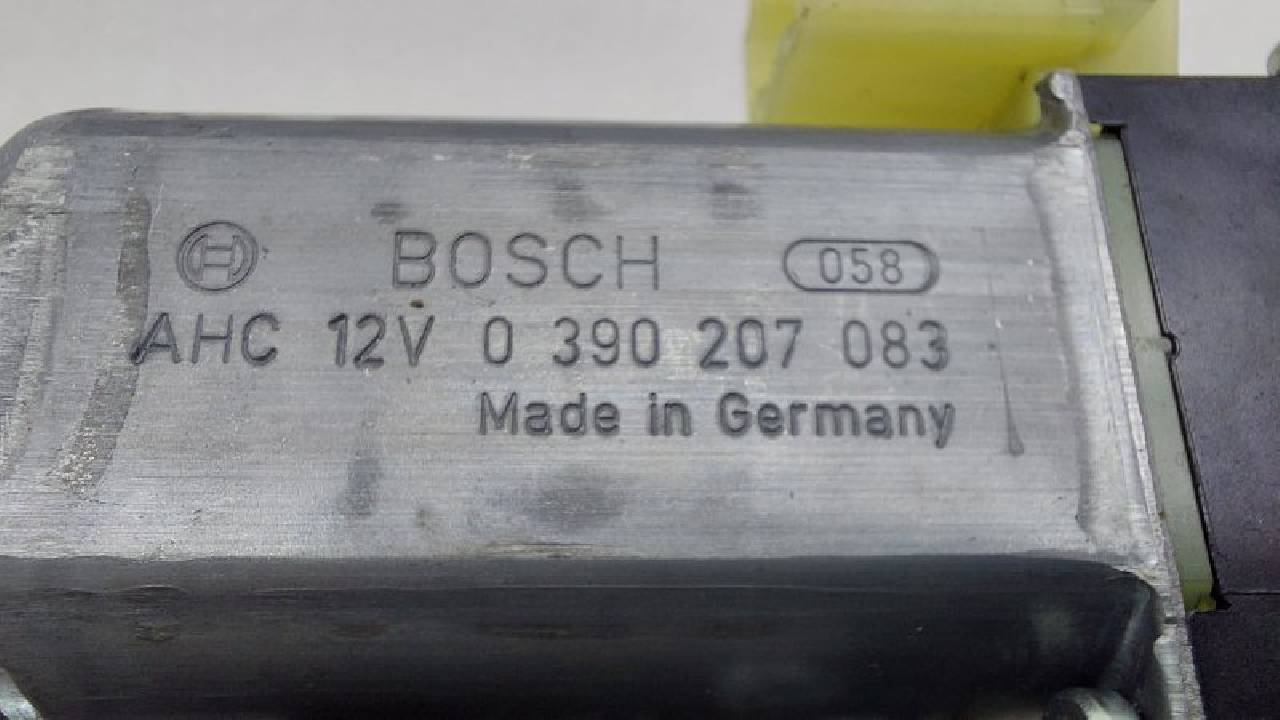 BOSCH 058
AHC 12V 0 390 207 083
Made in Germany